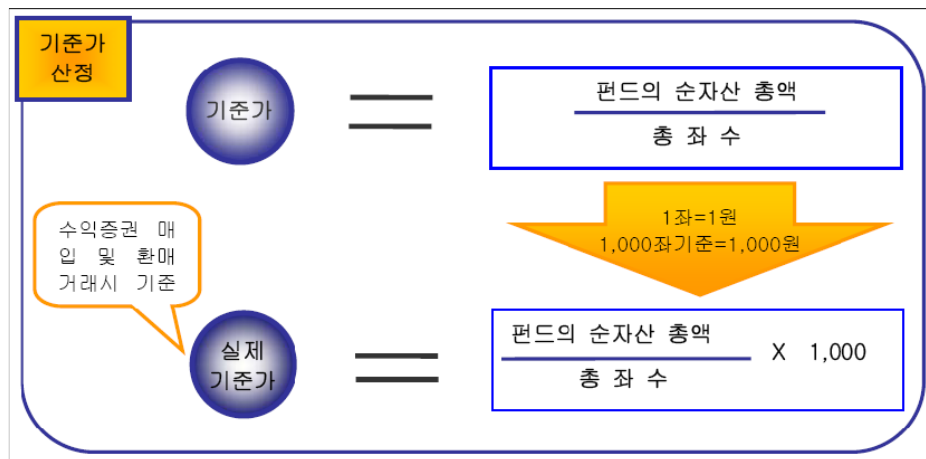 기준가
산정
기준가
펀드의 순자산 총액
총 좌 수
1좌=1원
1,000좌기준=1,000원
수익증권 매
입 및 환매
거래시 기준
실제
기준가
펀드의 순자산 총액
총 좌 수
X 1,000